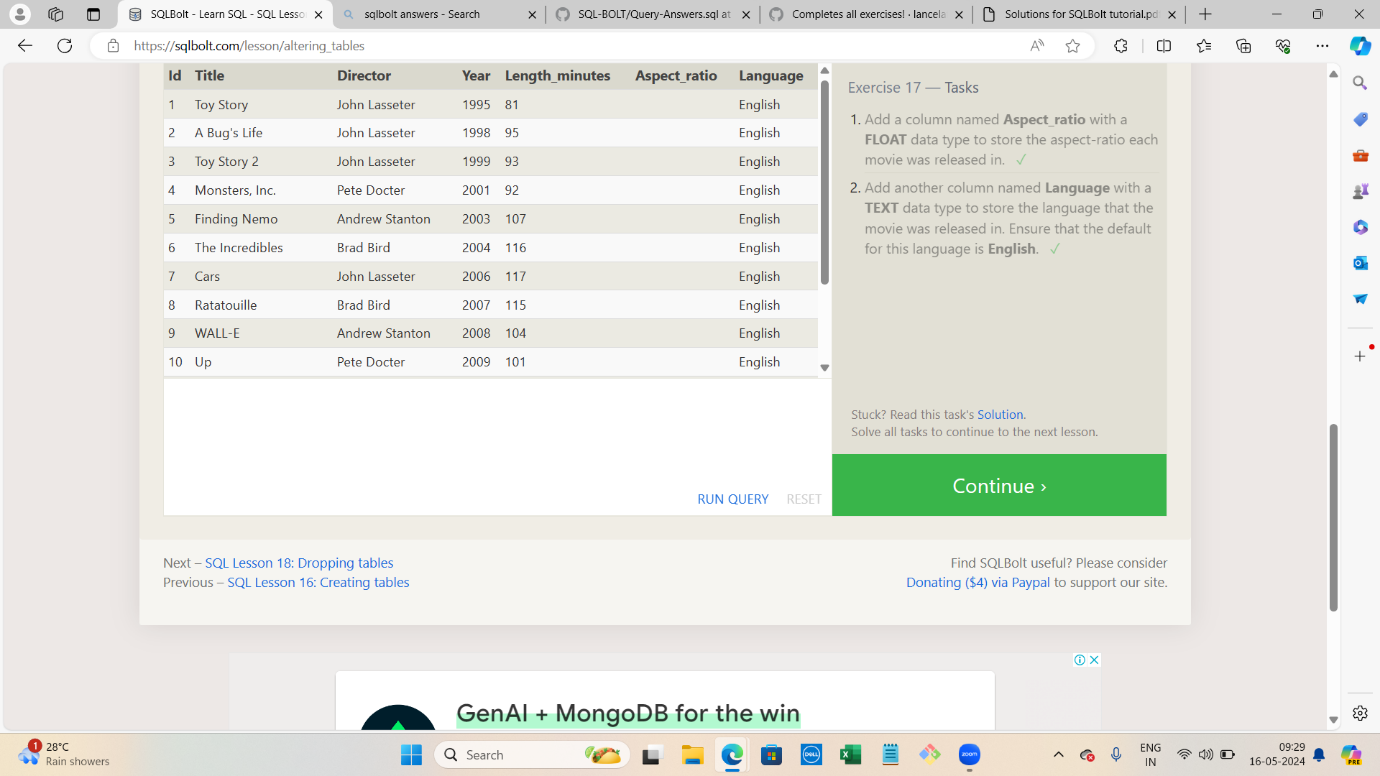 SQLBolt - Learn SQL - SQL Lesso
sqlbolt answers - Search
SQL-BOLT/Query-Answers.sql at
Completes all exercises! · lancela
Solutions for SQLBolt tutorial.pd
https://sqlbolt.com/lesson/altering_tables
Id Title Director Year Length_minutes Aspect_ratio Language
1 Toy Story John Lasseter 1995 81 English
2 A Bug's Life John Lasseter 1998 95 English
3 Toy Story 2 John Lasseter 1999 93 English
4 Monsters, Inc. Pete Docter 2001 92 English
5 Finding Nemo Andrew Stanton 2003 107 English
6 The Incredibles Brad Bird 2004 116 English
7 Cars John Lasseter 2006 117 English
8 Ratatouille Brad Bird 2007 115 English
9 WALL-E Andrew Stanton 2008 104 English
10 Up Pete Docter 2009 101 English
RUN QUERY RESET
Exercise 17 — Tasks
1. Add a column named Aspect_ratio with a
FLOAT data type to store the aspect-ratio each
movie was released in. ✓
2. Add another column named Language with a
TEXT data type to store the language that the
movie was released in. Ensure that the default
for this language is English. ✓
Stuck? Read this task's Solution.
Solve all tasks to continue to the next lesson.
Continue ›
Next – SQL Lesson 18: Dropping tables
Previous – SQL Lesson 16: Creating tables
Find SQLBolt useful? Please consider
Donating ($4) via Paypal to support our site.
GenAI + MongoDB for the win
1
28°C
Rain showers
Search
DELL
zoom
ENG
IN
09:29
16-05-2024
PRE